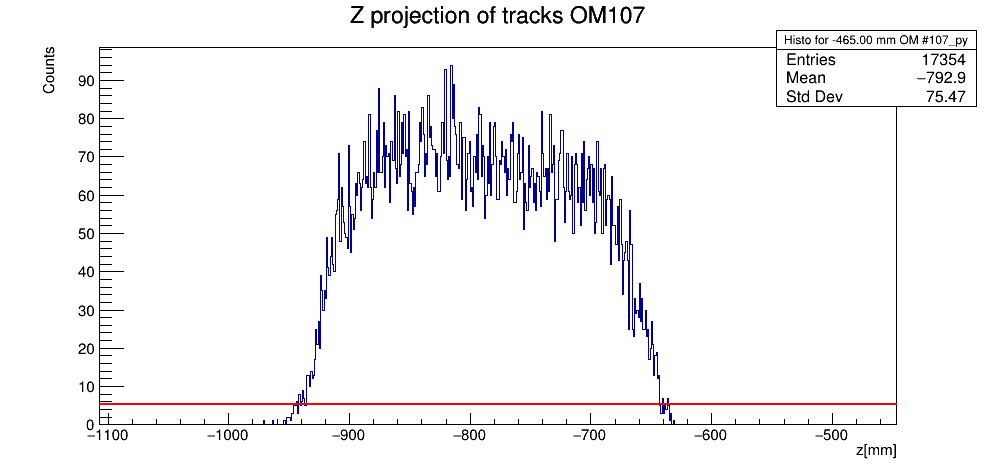 Z projection of tracks OM107
Histo for -465.00 mm OM #107_py
Entries 17354
Mean −792.9
Std Dev 75.47
Counts
90
80
70
60
50
40
30
20
10
0
−1100 −1000 −900 −800 −700 −600 −500
z[mm]